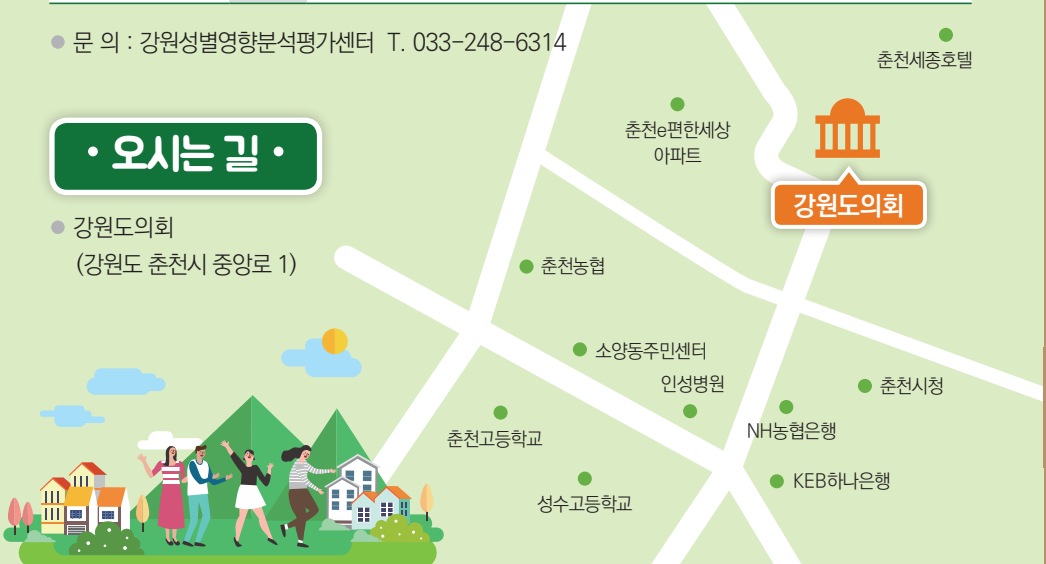 ● 문 의 : 강원성별영향분석평가센터 T. 033-248-6314
• 오시는 길 •
● 강원도의회
(강원도 춘천시 중앙로 1)
춘천세종호텔
춘천e편한세상
아파트
강원도의회
춘천농협
소양동주민센터
인성병원
춘천시청
NH농협은행
춘천고등학교
KEB하나은행
성수고등학교